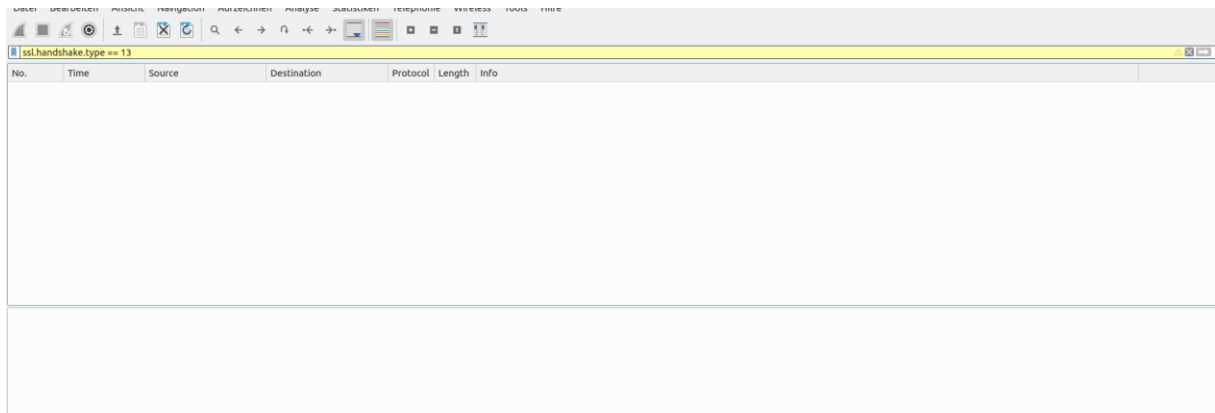 Datei Bearbeiten Ansicht Navigation Aufzeichnen Analyse Statistiken Telephonie Wireless Tools Hilfe
ssl.handshake.type == 13
No. Time Source Destination Protocol Length Info